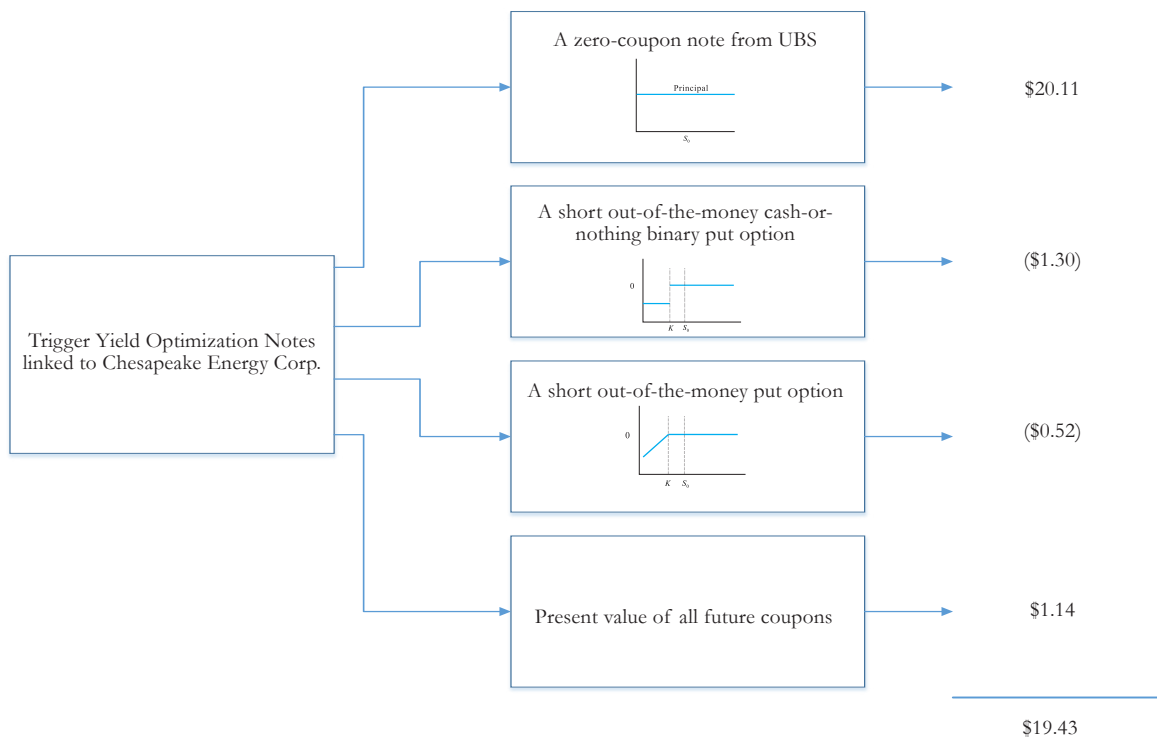 A zero-coupon note from UBS
Principal
S0
$20.11
A short out-of-the-money cash-or-
nothing binary put option
0
K S0
($1.30)
Trigger Yield Optimization Notes
linked to Chesapeake Energy Corp.
A short out-of-the-money put option
0
K S0
($0.52)
Present value of all future coupons
$1.14
$19.43